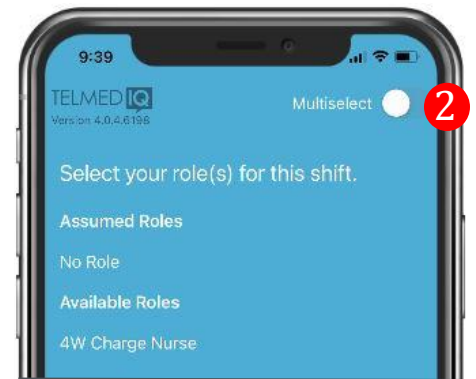 9:39
TELMED IQ
Multiselect
2
Version 4.0.4.6198
Select your role(s) for this shift.
Assumed Roles
No Role
Available Roles
4W Charge Nurse